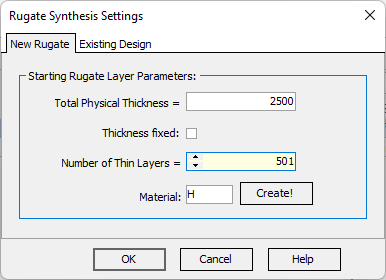 Rugate Synthesis Settings
New Rugate Existing Design
Starting Rugate Layer Parameters:
Total Physical Thickness = 2500
Thickness fixed:
Number of Thin Layers = 501
Material: H Create!
OK Cancel Help